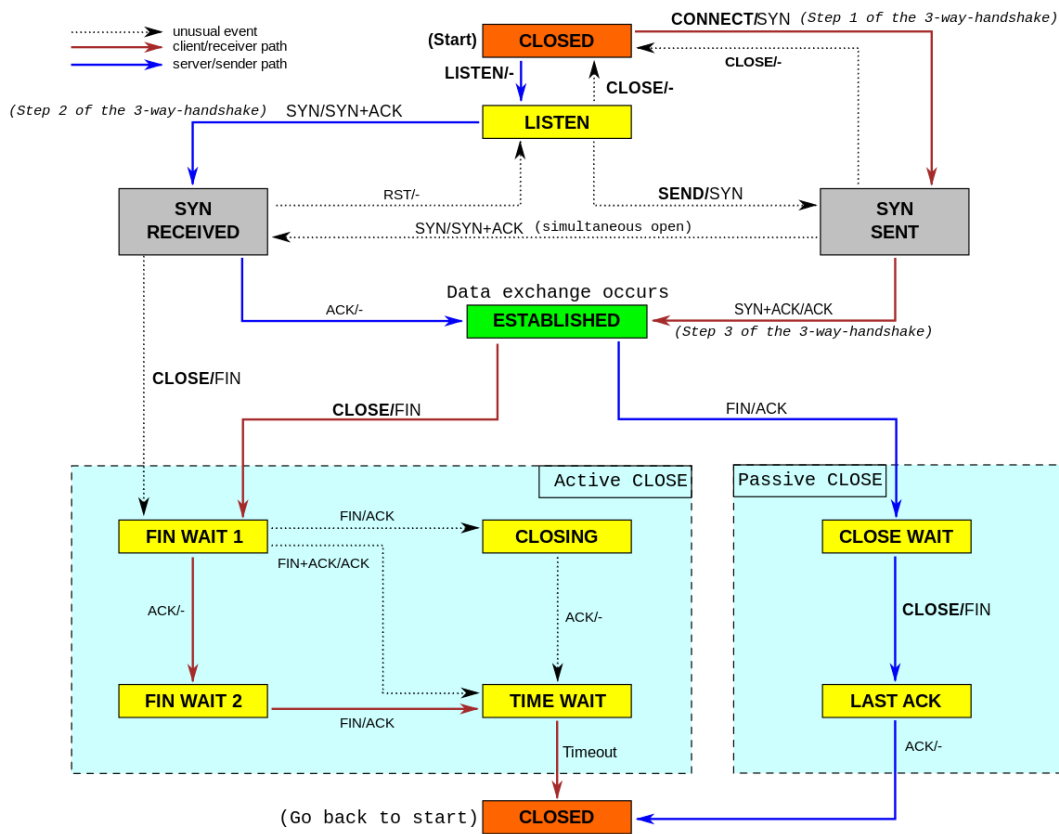 unusual event
client/receiver path
server/sender path
CONNECT/SYN (Step 1 of the 3-way-handshake)
(Start)
CLOSED
CLOSE/-
LISTEN/-
CLOSE/-
(Step 2 of the 3-way-handshake)
SYN/SYN+ACK
LISTEN
RST/-
SEND/SYN
SYN
RECEIVED
SYN
SENT
SYN/SYN+ACK (simultaneous open)
Data exchange occurs
ACK/-
ESTABLISHED
SYN+ACK/ACK
(Step 3 of the 3-way-handshake)
CLOSE/FIN
CLOSE/FIN
FIN/ACK
Active CLOSE
Passive CLOSE
FIN WAIT 1
FIN/ACK
CLOSING
CLOSE WAIT
FIN+ACK/ACK
ACK/-
ACK/-
CLOSE/FIN
FIN WAIT 2
FIN/ACK
TIME WAIT
LAST ACK
Timeout
ACK/-
(Go back to start)
CLOSED